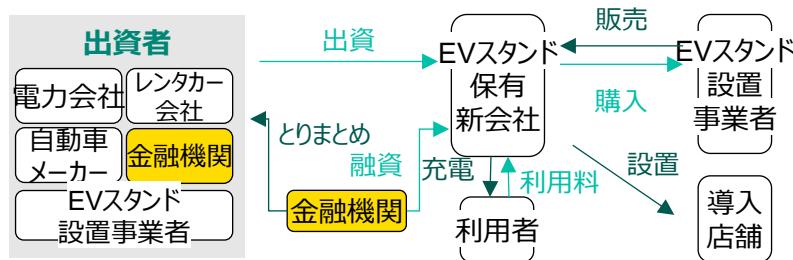 出資者
電力会社
レンタカー
会社
自動車
メーカー
金融機関
EVスタンド
設置事業者
出資
とりまとめ
融資
金融機関
EVスタンド
保有
新会社
充電
利用料
利用者
販売
購入
EVスタンド
設置
事業者
設置
導入
店舗